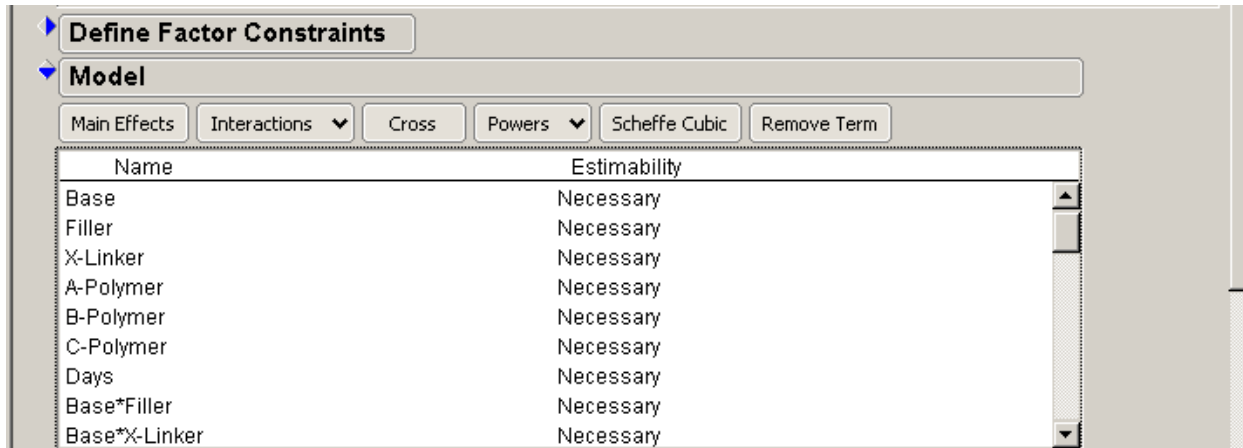 Define Factor Constraints
Model
Main Effects Interactions Cross Powers Scheffe Cubic Remove Term
Name Estimability
Base Necessary
Filler Necessary
X-Linker Necessary
A-Polymer Necessary
B-Polymer Necessary
C-Polymer Necessary
Days Necessary
Base*Filler Necessary
Base*X-Linker Necessary